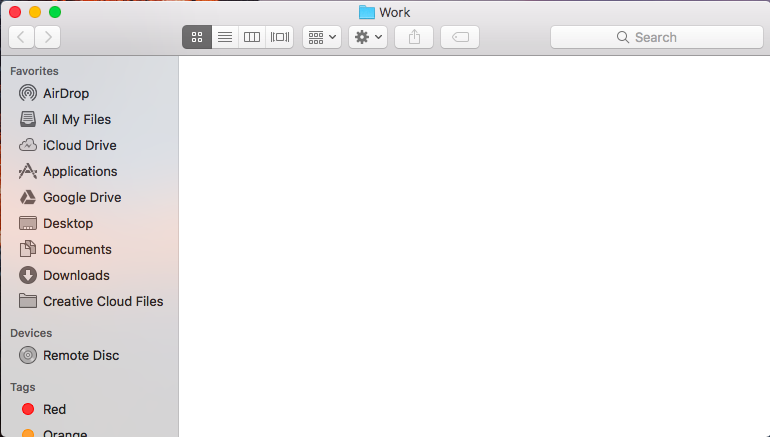 Work
Search
Favorites
AirDrop
All My Files
iCloud Drive
Applications
Google Drive
Desktop
Documents
Downloads
Creative Cloud Files
Devices
Remote Disc
Tags
Red
Orange